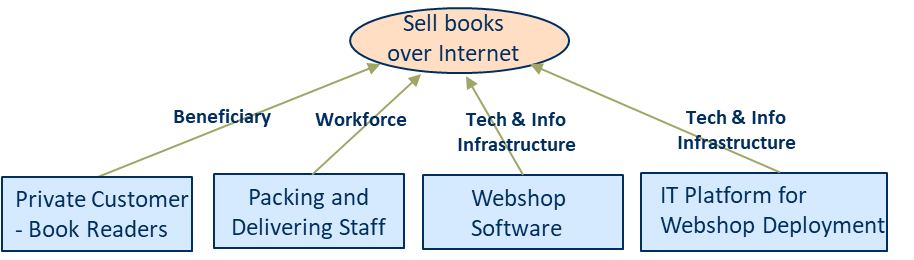 Sell books
over Internet
Beneficiary
Workforce
Tech & Info
Infrastructure
Tech & Info
Infrastructure
Private Customer
- Book Readers
Packing and
Delivering Staff
Webshop
Software
IT Platform for
Webshop Deployment